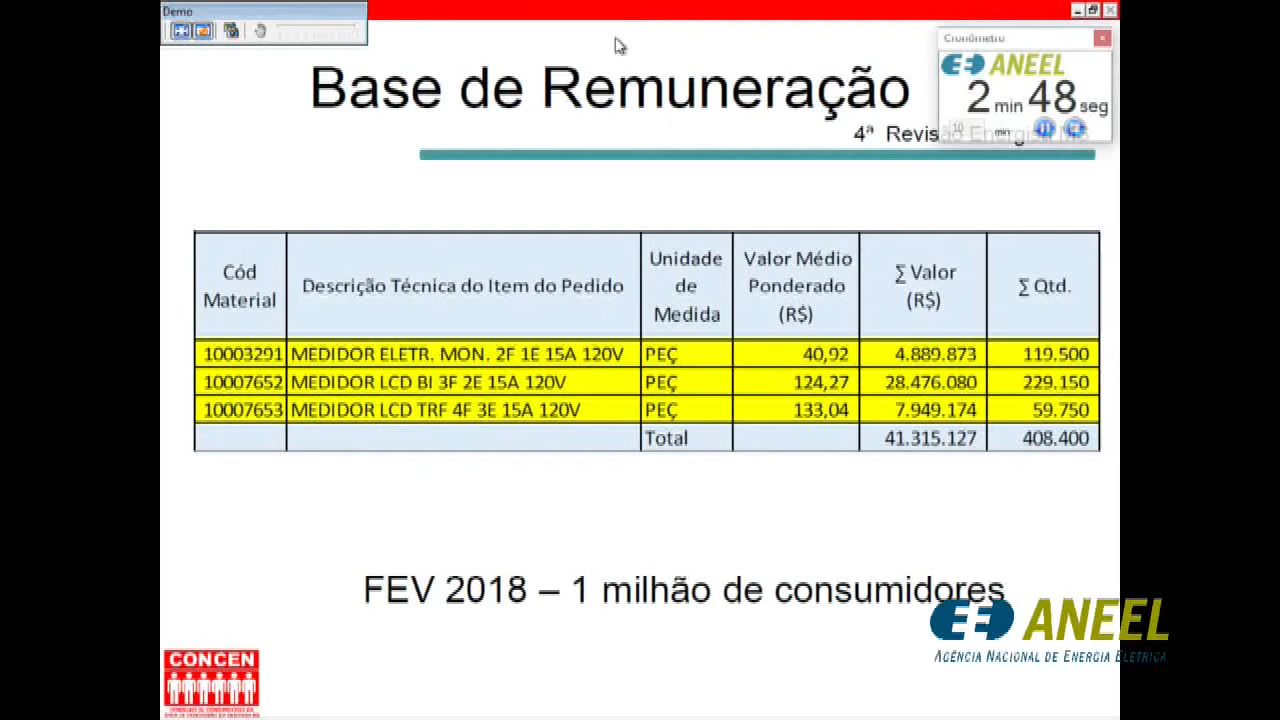 Demo
Cronômetro
ANEEL
2 min 48 seg
10 min
Base de Remuneração
4ª Revisão Energisa MS
Cód Material
Descrição Técnica do Item do Pedido
Unidade de Medida
Valor Médio Ponderado (R$)
∑ Valor (R$)
∑ Qtd.
10003291 MEDIDOR ELETR. MON. 2F 1E 15A 120V PEÇ 40,92 4.889.873 119.500
10007652 MEDIDOR LCD BI 3F 2E 15A 120V PEÇ 124,27 28.476.080 229.150
10007653 MEDIDOR LCD TRF 4F 3E 15A 120V PEÇ 133,04 7.949.174 59.750
Total 41.315.127 408.400
FEV 2018 – 1 milhão de consumidores
ANEEL
AGÊNCIA NACIONAL DE ENERGIA ELÉTRICA
CONCEN